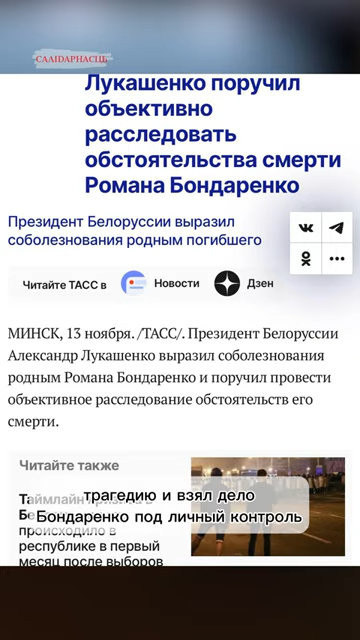 САЛІDАРНАСЦЬ
Лукашенко поручил
объективно
расследовать
обстоятельства смерти
Романа Бондаренко
Президент Белоруссии выразил
соболезнования родным погибшего
Читайте ТАСС в
Новости
Дзен
МИНСК, 13 ноября. /ТАСС/. Президент Белоруссии
Александр Лукашенко выразил соболезнования
родным Романа Бондаренко и поручил провести
объективное расследование обстоятельств его
смерти.
Читайте также
трагедию и взял дело
Бондаренко под личный контроль
происходило в
республике в первый
месяц после выборов